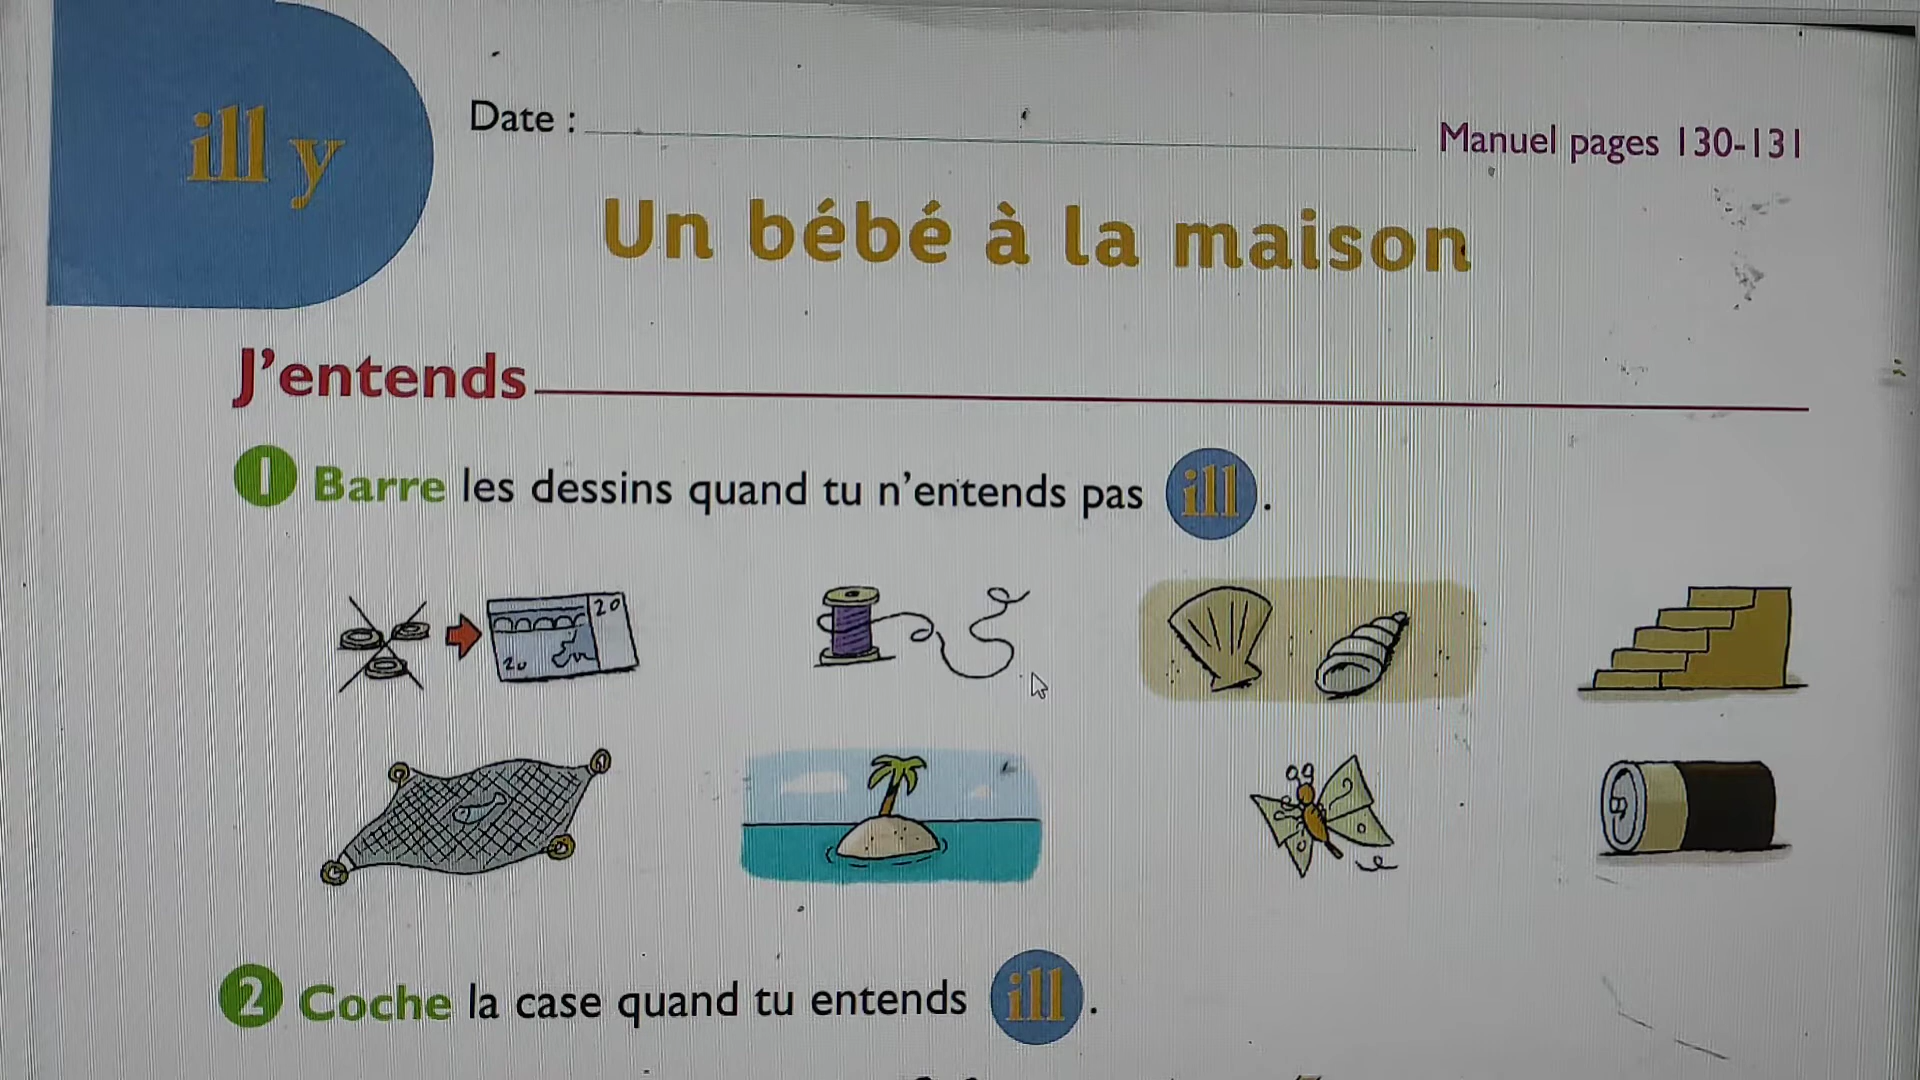 ill y
Date :
Manuel pages 130-131
Un bébé à la maison
J'entends
1 Barre les dessins quand tu n'entends pas ill.
20
20
2 Coche la case quand tu entends ill.